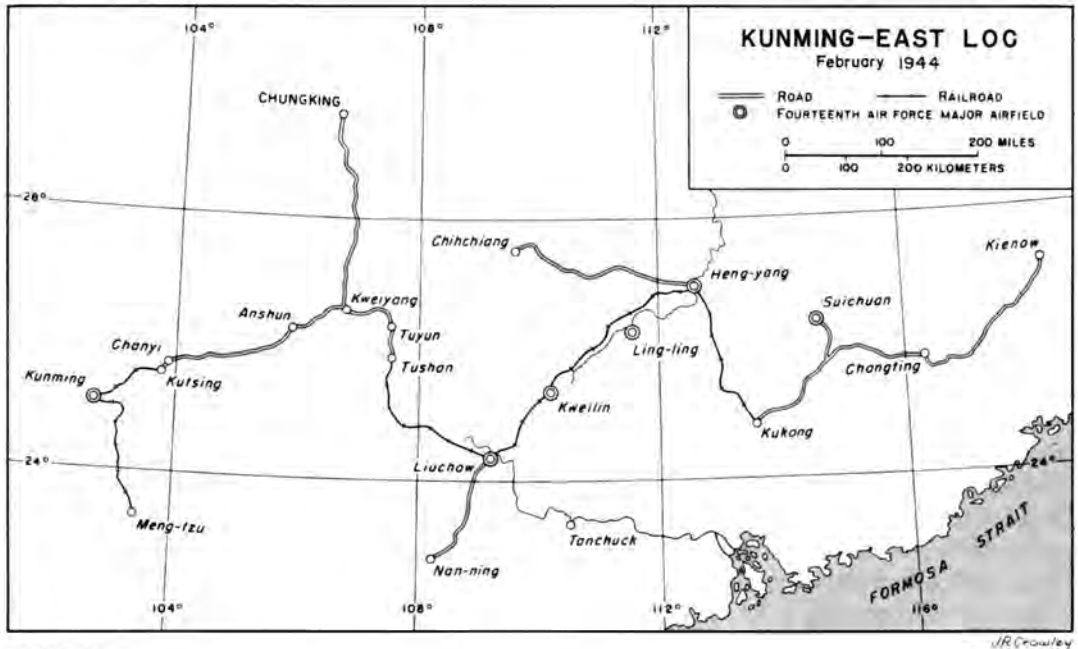 104°
108°
112°
KUNMING-EAST LOC
February 1944
ROAD
RAILROAD
FOURTEENTH AIR FORCE MAJOR AIRFIELD
0 100 200 MILES
0 100 200 KILOMETERS
CHUNGKING
28°
28°
Chihchiang
Kienow
Heng-yang
Suichuan
Kweiyang
Anshun
Tuyun
Ling-ling
Chanyi
Tushan
Changting
Kunming
Kutsing
Kweilin
Kukong
24°
Liuchow
24°
Meng-tzu
Tanchuck
STRAIT
Nan-ning
FORMOSA
104°
108°
112°
116°
J.R. Crowley